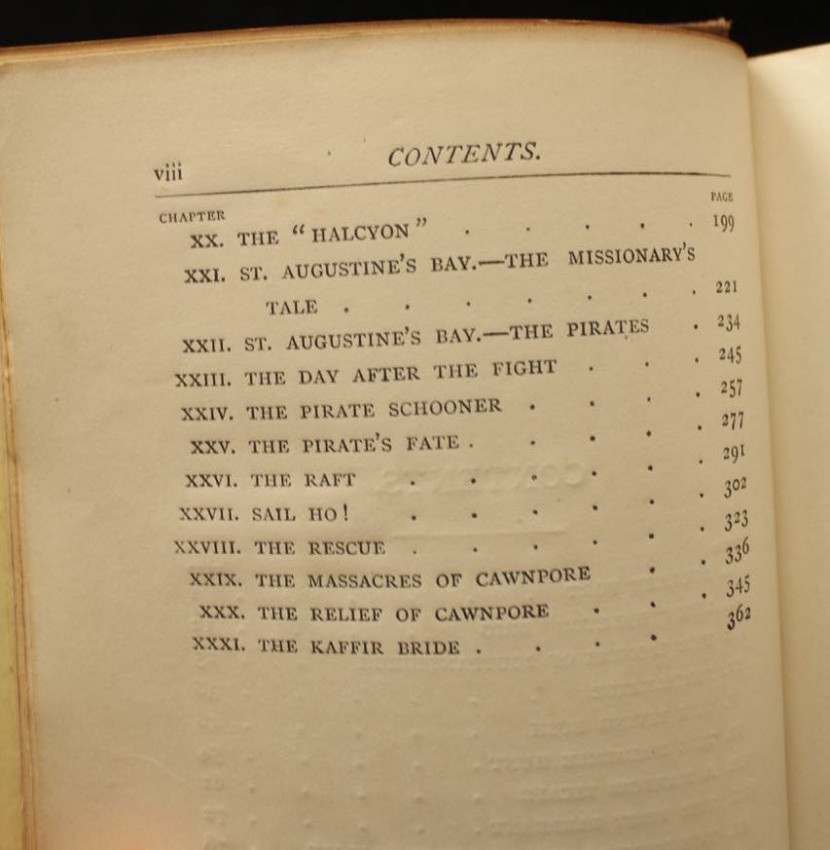 viii CONTENTS.
CHAPTER PAGE
XX. THE "HALCYON" . . . . . 199
XXI. ST. AUGUSTINE'S BAY.—THE MISSIONARY'S
TALE . . . . . . . 221
XXII. ST. AUGUSTINE'S BAY.—THE PIRATES . 234
XXIII. THE DAY AFTER THE FIGHT . . . 245
XXIV. THE PIRATE SCHOONER . . . . 257
XXV. THE PIRATE'S FATE . . . . . 277
XXVI. THE RAFT . . . . . . 291
XXVII. SAIL HO! . . . . . . 302
XXVIII. THE RESCUE . . . . . . 323
XXIX. THE MASSACRES OF CAWNPORE . . 336
XXX. THE RELIEF OF CAWNPORE . . . 345
XXXI. THE KAFFIR BRIDE . . . . 362